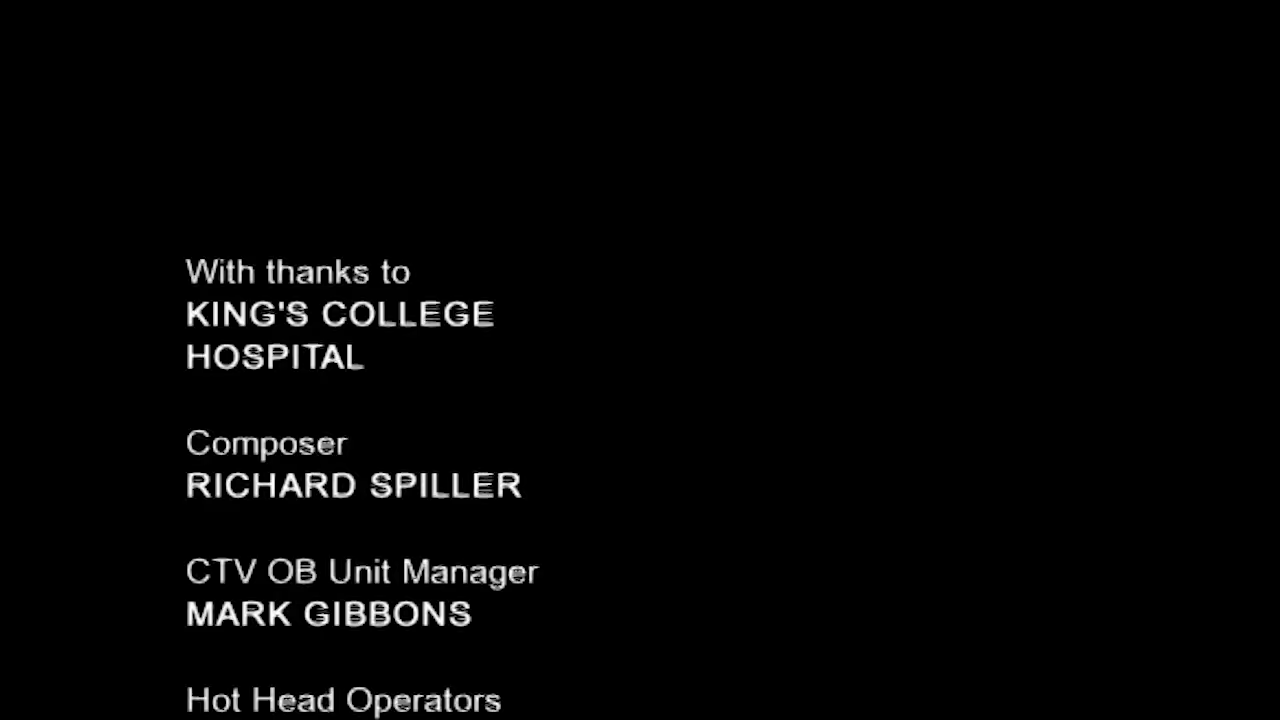 With thanks to
KING'S COLLEGE
HOSPITAL
Composer
RICHARD SPILLER
CTV OB Unit Manager
MARK GIBBONS
Hot Head Operators